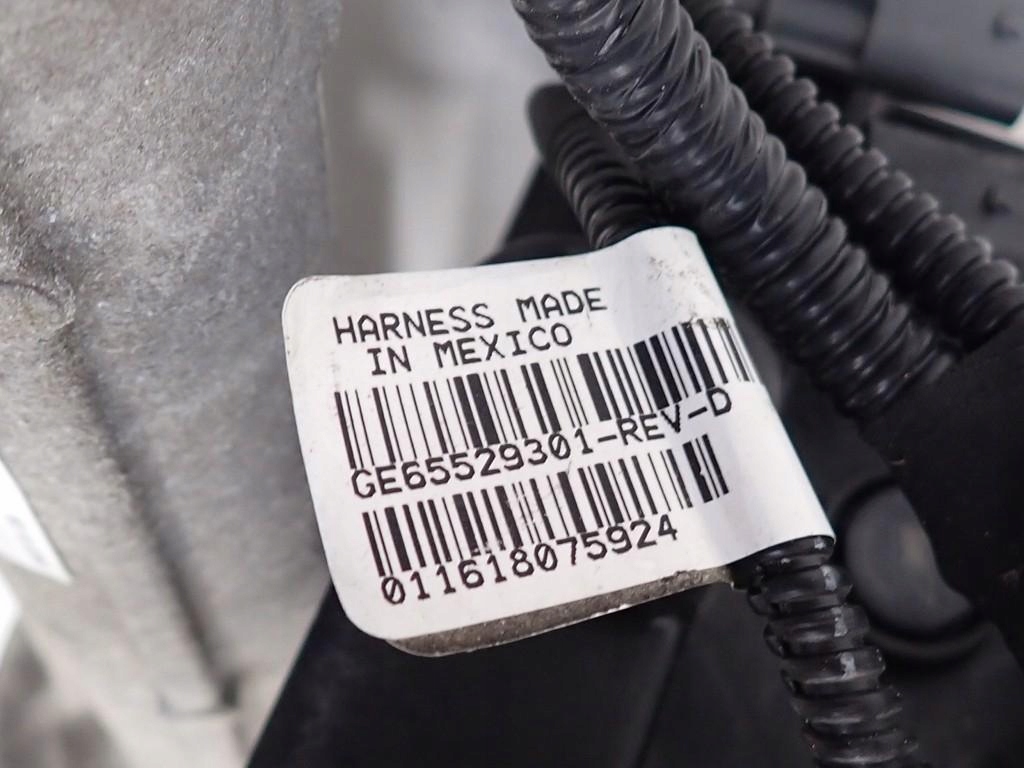 HARNESS MADE
IN MEXICO
GE65529301-REV-D
011618075924